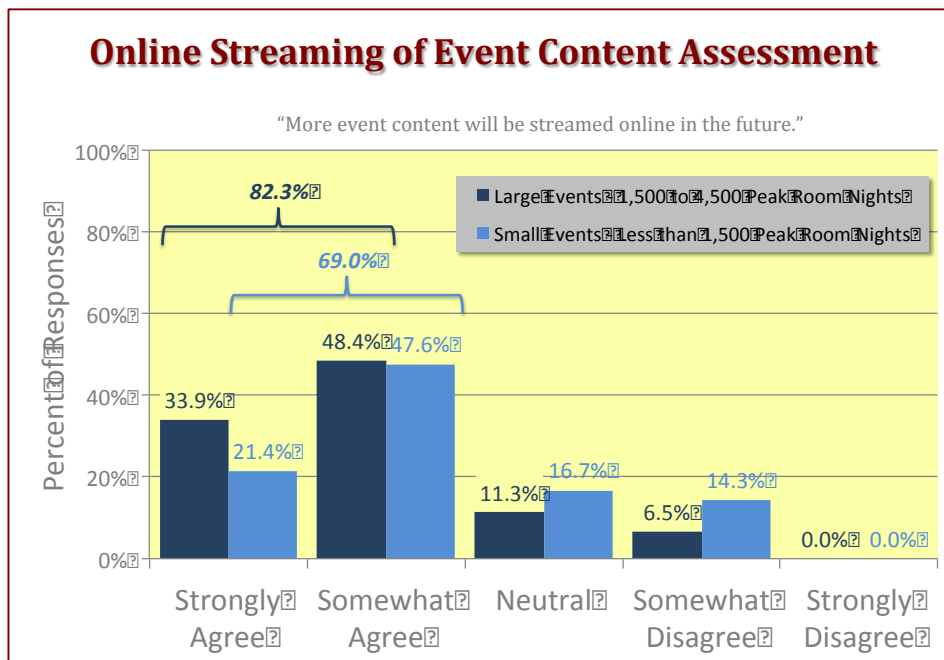 Online Streaming of Event Content Assessment
“More event content will be streamed online in the future.”
Percent of Responses
100%
80%
60%
40%
20%
0%
82.3%
69.0%
Large Events - 1,500 to 4,500 Peak Room Nights
Small Events - Less than 1,500 Peak Room Nights
33.9%
21.4%
48.4%
47.6%
11.3%
16.7%
6.5%
14.3%
0.0%
0.0%
Strongly
Agree
Somewhat
Agree
Neutral
Somewhat
Disagree
Strongly
Disagree